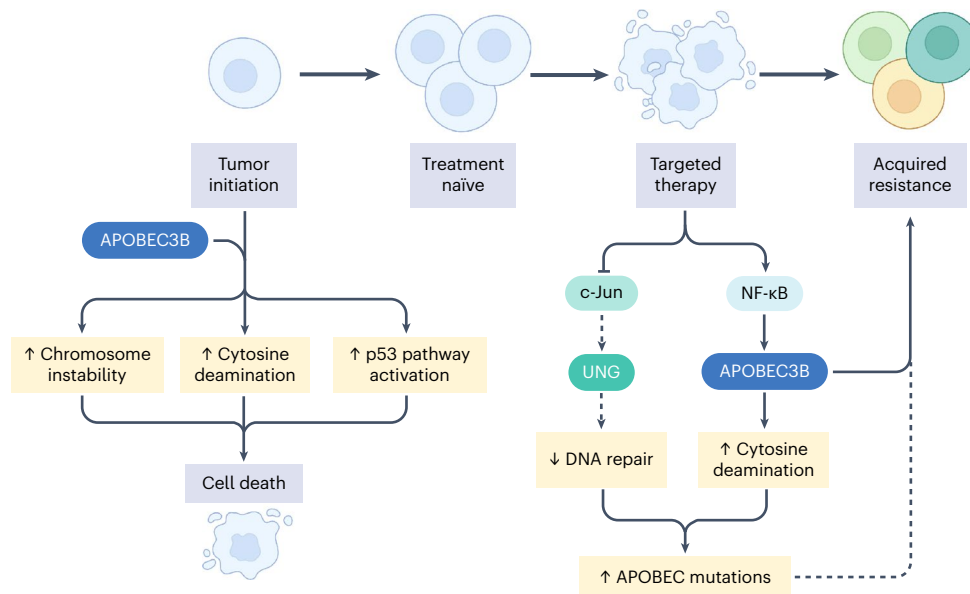 Tumor
initiation
Treatment
naïve
Targeted
therapy
Acquired
resistance
APOBEC3B
↑ Chromosome
instability
↑ Cytosine
deamination
↑ p53 pathway
activation
Cell death
c-Jun
NF-κB
UNG
APOBEC3B
↓ DNA repair
↑ Cytosine
deamination
↑ APOBEC mutations